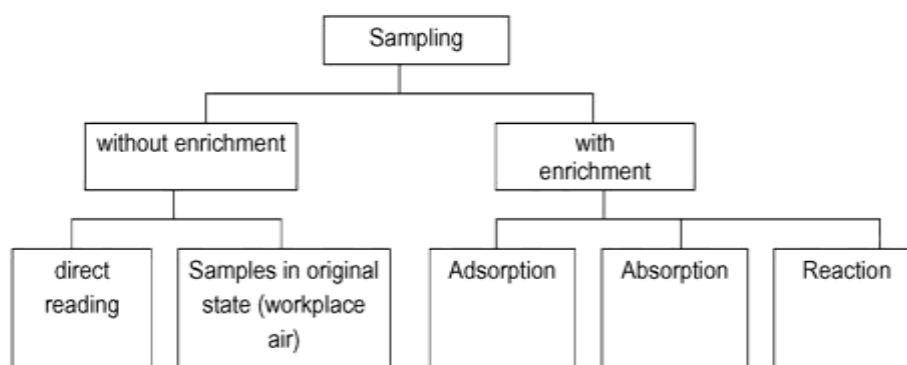 Sampling
without enrichment
with
enrichment
direct
reading
Samples in original
state (workplace
air)
Adsorption
Absorption
Reaction